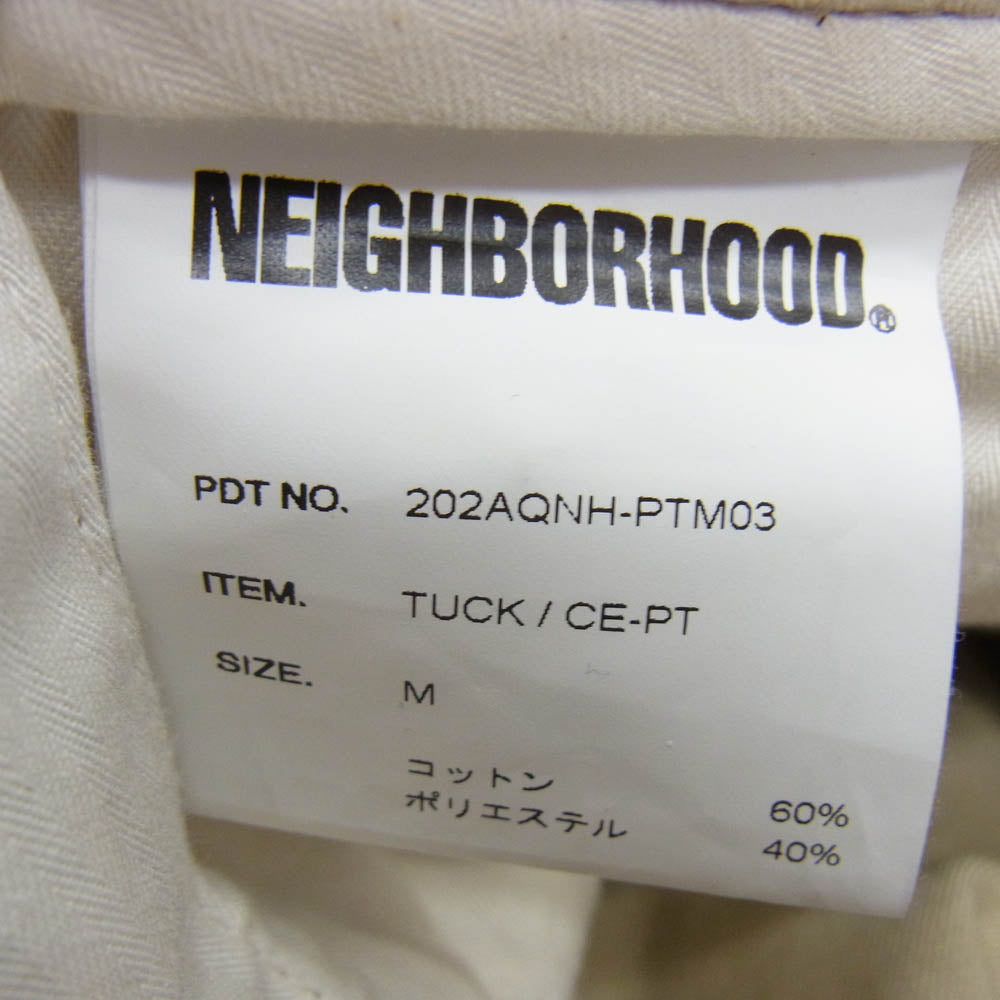 NEIGHBORHOOD®
PDT NO. 202AQNH-PTM03
ITEM. TUCK / CE-PT
SIZE. M
コットン 60%
ポリエステル 40%